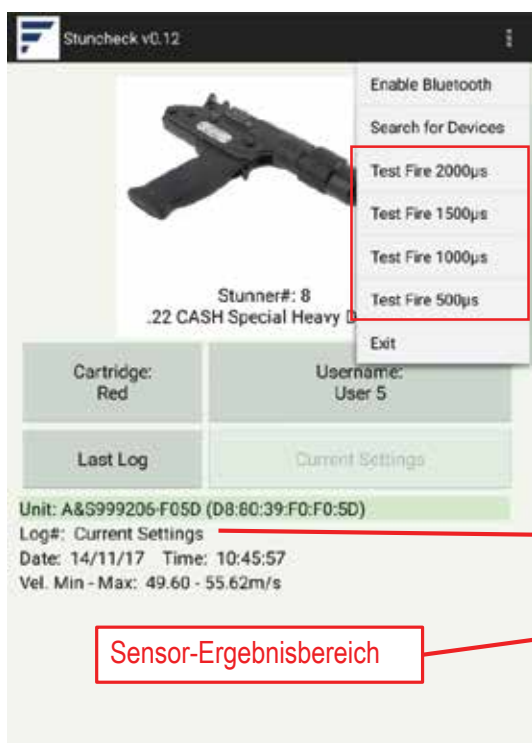 Stuncheck v0.12
Enable Bluetooth
Search for Devices
Test Fire 2000µs
Test Fire 1500µs
Test Fire 1000µs
Test Fire 500µs
Exit
Stunner#: 8
.22 CASH Special Heavy D
Cartridge:
Red
Username:
User 5
Last Log
Current Settings
Unit: A&S999206-F05D (D8:80:39:F0:F0:5D)
Log#: Current Settings
Date: 14/11/17 Time: 10:45:57
Vel. Min - Max: 49.60 - 55.62m/s
Sensor-Ergebnisbereich